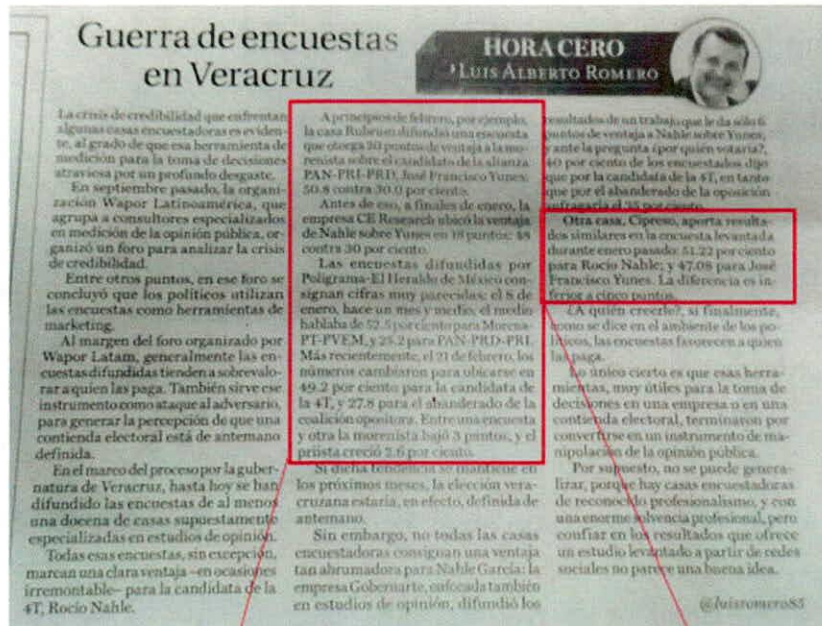 Guerra de encuestas
en Veracruz
HORA CERO
LUIS ALBERTO ROMERO
La crisis de credibilidad que enfrentan
algunas casas encuestadoras es eviden-
te, al grado de que esa herramienta de
medición para la toma de decisiones
atraviesa por un profundo desgaste.
En septiembre pasado, la organi-
zación Wapor Latinoamérica, que
agrupa a consultores especializados
en medición de la opinión pública, or-
ganizó un foro para analizar la crisis
de credibilidad.
Entre otros puntos, en ese foro se
concluyó que los políticos utilizan
las encuestas como herramientas de
marketing.
Al margen del foro organizado por
Wapor Latam, generalmente las en-
cuestas difundidas tienden a sobrevalo-
rar a quien las paga. También sirve ese
instrumento como ataque al adversario,
para generar la percepción de que una
contienda electoral está de antemano
definida.
En el marco del proceso por la guber-
natura de Veracruz, hasta hoy se han
difundido las encuestas de al menos
una docena de casas supuestamente
especializadas en estudios de opinión.
Todas esas encuestas, sin excepción,
marcan una clara ventaja –en ocasiones
irremontable– para la candidata de la
4T, Rocío Nahle.
A principios de febrero, por ejemplo,
la casa Rubrum difundió una encuesta
que otorga 20 puntos de ventaja a la mo-
renista sobre el candidato de la alianza
PAN-PRI-PRD, José Francisco Yunes:
50.8 contra 30.0 por ciento.
Antes de eso, a finales de enero, la
empresa CE Research ubicó la ventaja
de Nahle sobre Yunes en 18 puntos: 48
contra 30 por ciento.
Las encuestas difundidas por
Poligrama-El Heraldo de México con-
signan cifras muy parecidas: el 8 de
enero, hace un mes y medio, el medio
hablaba de 52.5 por ciento para Morena-
PT-PVEM, y 25.2 para PAN-PRD-PRI.
Más recientemente, el 21 de febrero, los
números cambiaron para ubicarse en
49.2 por ciento para la candidata de
la 4T, y 27.8 para el abanderado de la
coalición opositora. Entre una encuesta
y otra la morenista bajó 3 puntos, y el
priista creció 2.6 por ciento.
Si dicha tendencia se mantiene en
los próximos meses, la elección vera-
cruzana estaría, en efecto, definida de
antemano.
Sin embargo, no todas las casas
encuestadoras consignan una ventaja
tan abrumadora para Nahle García: la
empresa Gobernarte, enfocada también
en estudios de opinión, difundió los
resultados de un trabajo que le da sólo 6
puntos de ventaja a Nahle sobre Yunes,
y ante la pregunta ¿por quién votaría?,
40 por ciento de los encuestados dijo
que por la candidata de la 4T, en tanto
que por el abanderado de la oposición
sufragaría el 35 por ciento.
Otra casa, Cipreso, aporta resulta-
dos similares en la encuesta levantada
durante enero pasado: 51.22 por ciento
para Rocío Nahle; y 47.08 para José
Francisco Yunes. La diferencia es in-
ferior a cinco puntos.
¿A quién creerle?, si finalmente,
como se dice en el ambiente de los po-
líticos, las encuestas favorecen a quien
las paga.
Lo único cierto es que esas herra-
mientas, muy útiles para la toma de
decisiones en una empresa o en una
contienda electoral, terminaron por
convertirse en un instrumento de ma-
nipulación de la opinión pública.
Por supuesto, no se puede genera-
lizar, porque hay casas encuestadoras
de reconocido profesionalismo, y con
una enorme solvencia profesional, pero
confiar en los resultados que ofrece
un estudio levantado a partir de redes
sociales no parece una buena idea.
@luisromero85